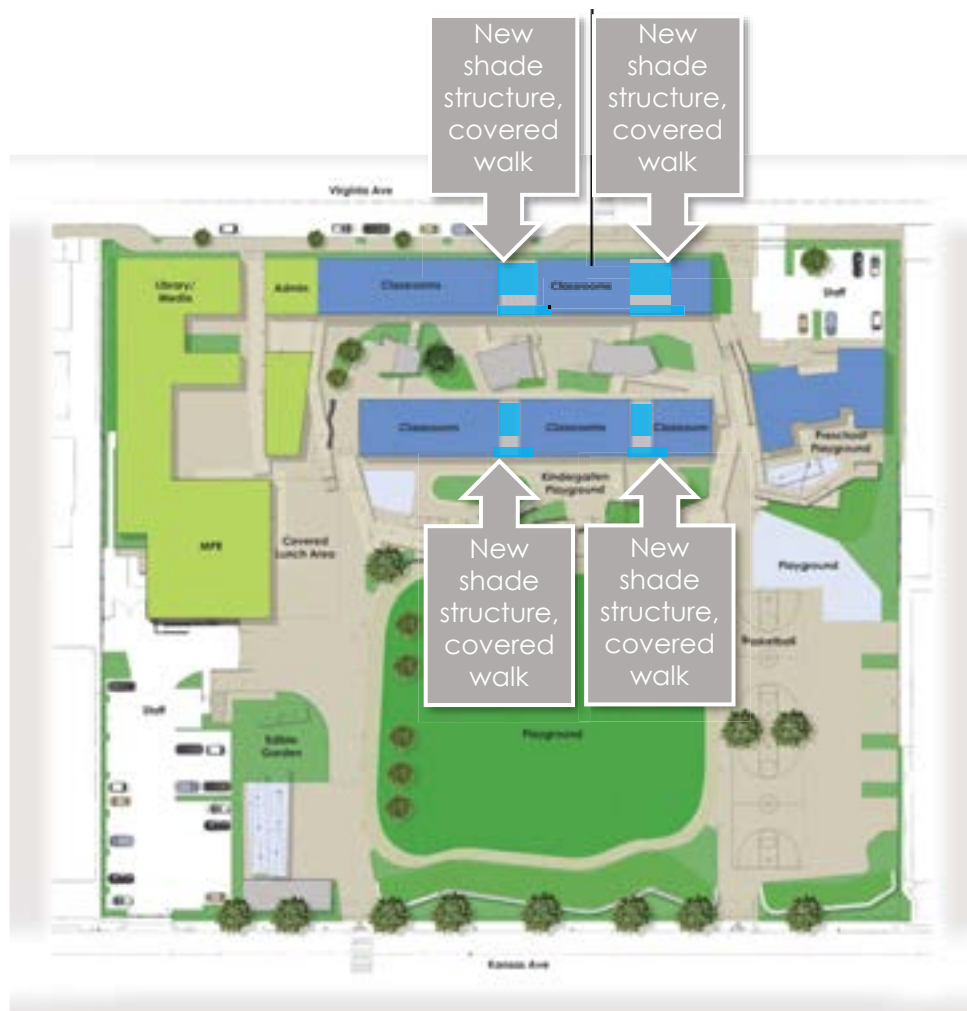 New
shade
structure,
covered
walk
New
shade
structure,
covered
walk
Virginia Ave
Library/
Media
Admin
Classrooms
Classrooms
Staff
Classrooms
Classrooms
Classroom
Preschool
Playground
Kindergarten
Playground
MPR
Covered
Lunch Area
New
shade
structure,
covered
walk
New
shade
structure,
covered
walk
Playground
Basketball
Staff
Edible
Garden
Playground
Kansas Ave